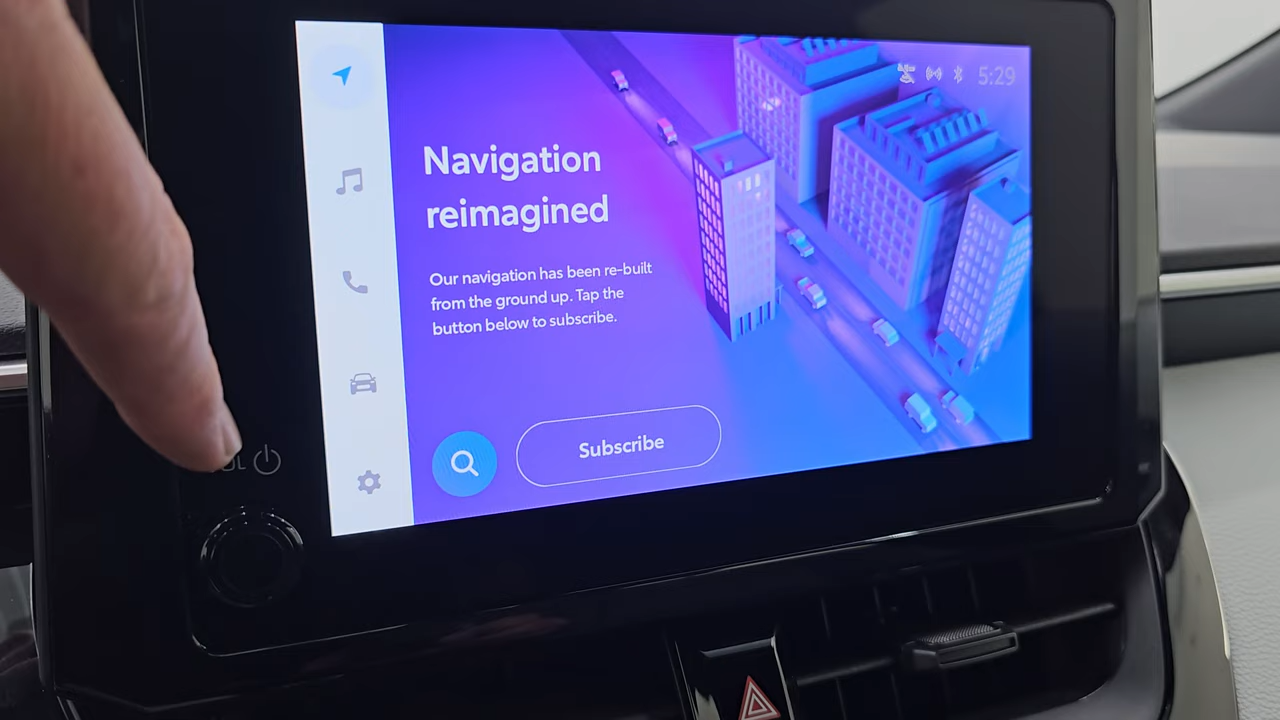 5:29
Navigation
reimagined
Our navigation has been re-built
from the ground up. Tap the
button below to subscribe.
Subscribe